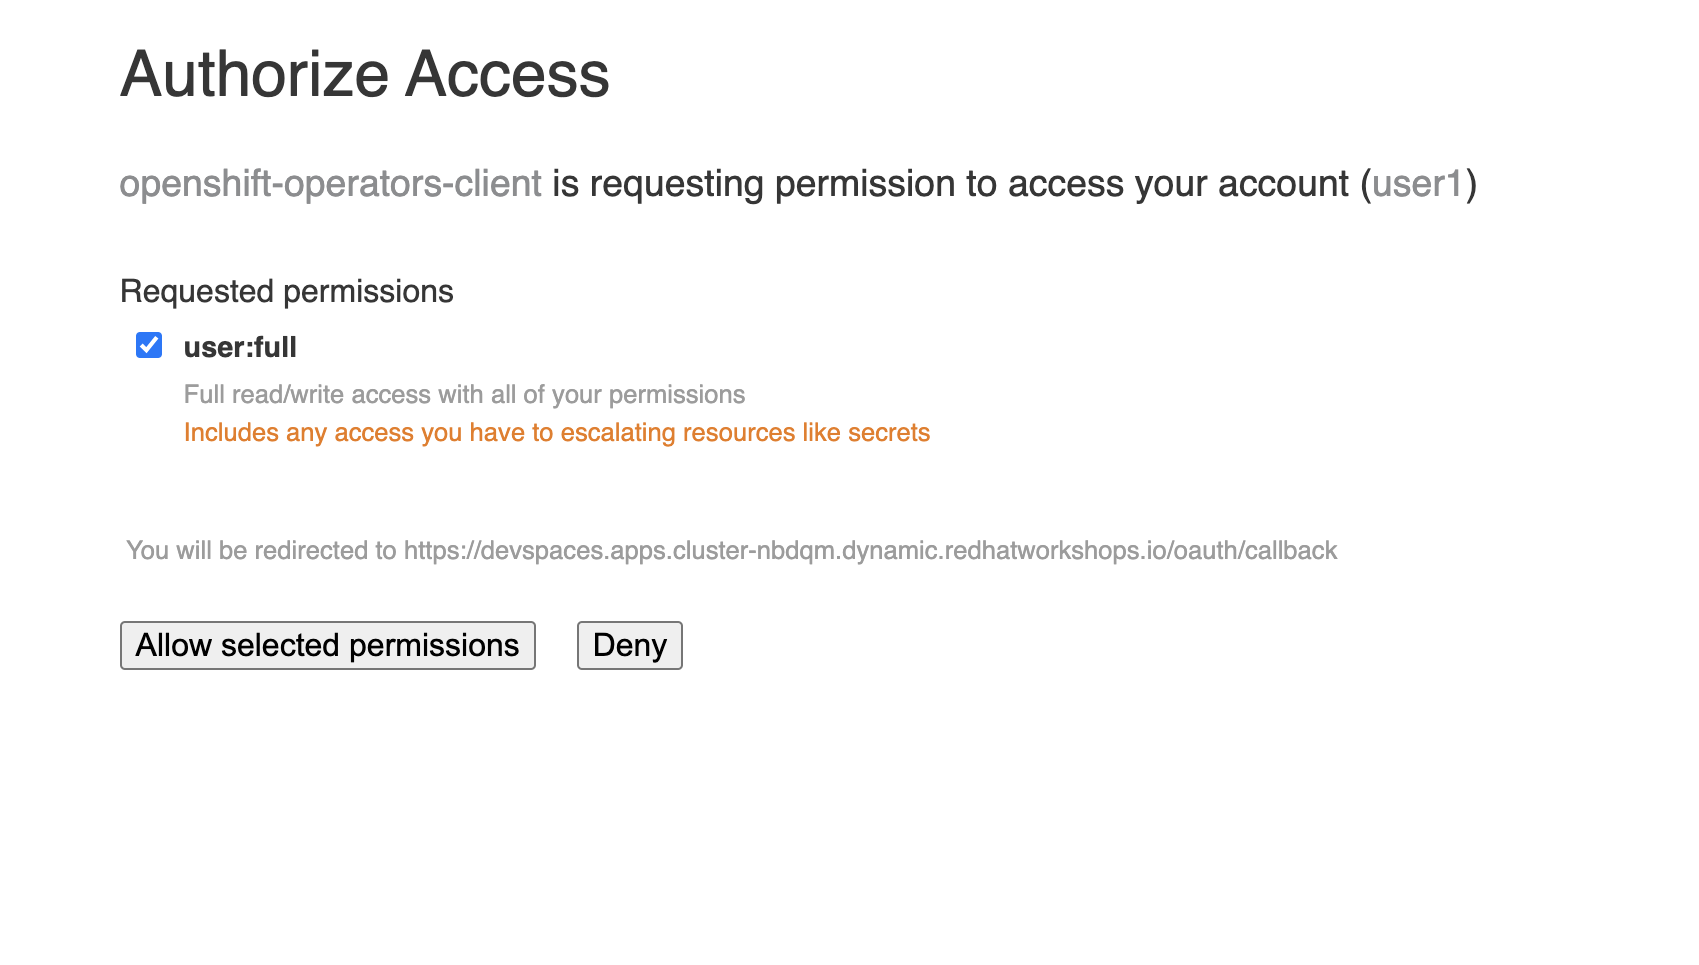 Authorize Access
openshift-operators-client is requesting permission to access your account (user1)
Requested permissions
user:full
Full read/write access with all of your permissions
Includes any access you have to escalating resources like secrets
You will be redirected to https://devspaces.apps.cluster-nbdqm.dynamic.redhatworkshops.io/oauth/callback
Allow selected permissions Deny